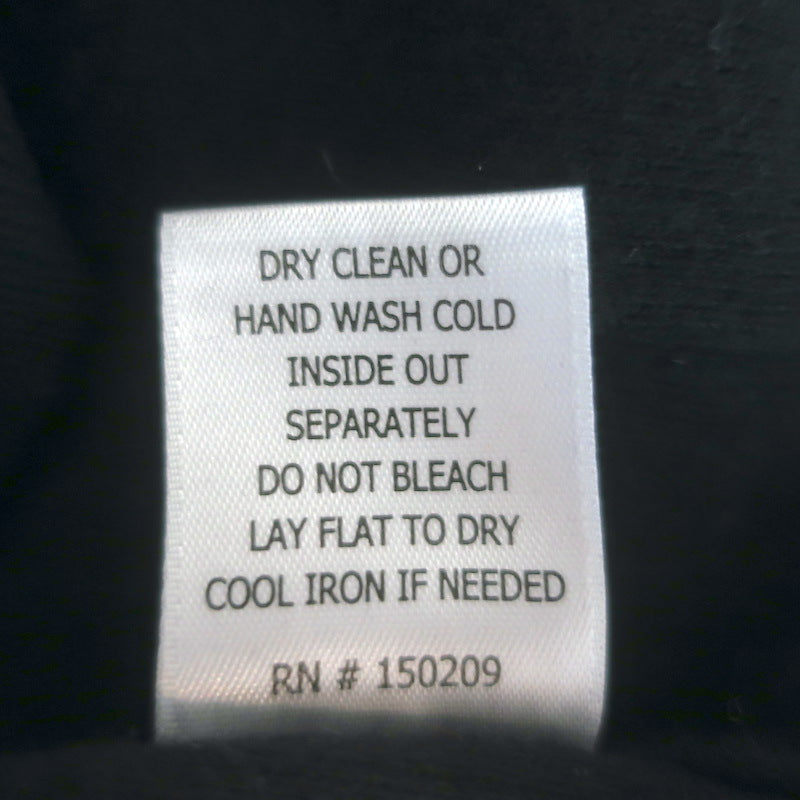 DRY CLEAN OR
HAND WASH COLD
INSIDE OUT
SEPARATELY
DO NOT BLEACH
LAY FLAT TO DRY
COOL IRON IF NEEDED
RN # 150209